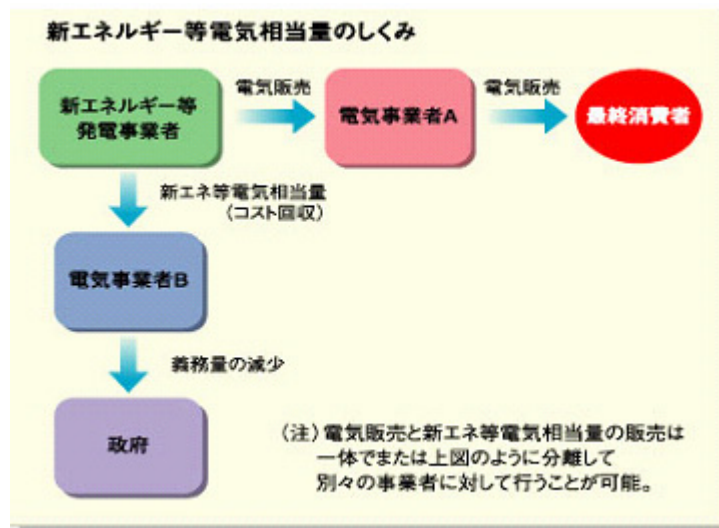 新エネルギー等電気相当量のしくみ
新エネルギー等
発電事業者
電気販売
電気事業者A
電気販売
最終消費者
新エネ等電気相当量
(コスト回収)
電気事業者B
義務量の減少
政府
(注)電気販売と新エネ等電気相当量の販売は
一体でまたは上図のように分離して
別々の事業者に対して行うことが可能。